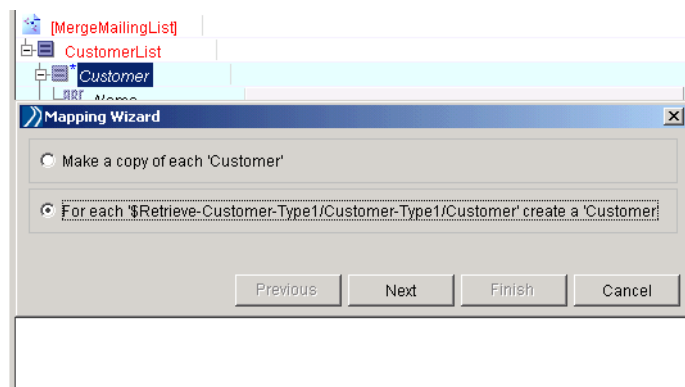 [MergeMailingList]
CustomerList
*Customer
Mapping Wizard
Make a copy of each 'Customer'
For each '$Retrieve-Customer-Type1/Customer-Type1/Customer' create a 'Customer
Previous Next Finish Cancel